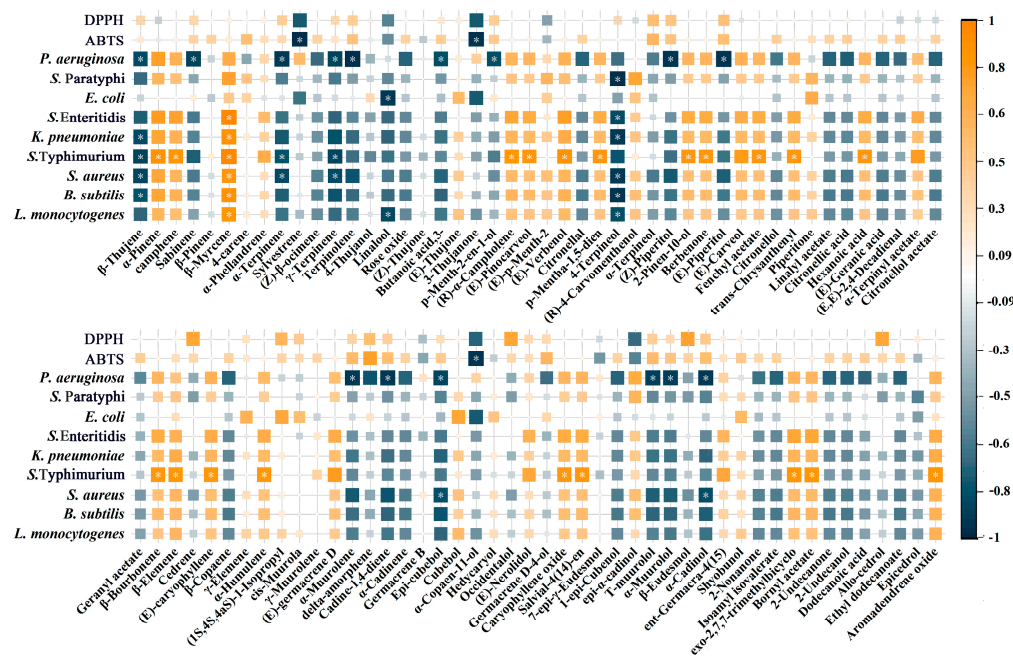 DPPH
ABTS
P. aeruginosa
S. Paratyphi
E. coli
S.Enteritidis
K. pneumoniae
S.Typhimurium
S. aureus
B. subtilis
L. monocytogenes
β-Thujene
α-Pinene
camphene
Sabinene
β-Pinene
β-Myrcene
4-carene
α-Phellandrene
α-Terpinene
Sylvestrene
(Z)-β-ocimene
γ-Terpinene
Terpinolene
4-Thujanol
Linalool
Rose oxide
(Z)-Thujone
Butanoic acid,3-
(E)-Thujone
3-Thujanone
p-Menth-2-en-1-ol
(R)-α-Campholene
(E)-Pinocarveol
(E)-p-Menth-2
(E)-Verbenol
Citronellal
p-Mentha-1,5-dien
4-Terpineol
(R)-4-Carvomenthenol
α-Terpineol
(Z)-Piperitol
2-Pinen-10-ol
Berbenone
(E)-Piperitol
(E)-Carveol
Fenchyl acetate
Citronellol
trans-Chrysanthenyl
Piperitone
Linalyl acetate
Citronellic acid
Hexanoic acid
(E)-Geranic acid
(E,E)-2,4-Decadienal
α-Terpinyl acetate
Citronellol acetate
1
0.8
0.5
0.3
0.09
-0.09
-0.3
-0.5
-0.6
-0.8
-1
DPPH
ABTS
P. aeruginosa
S. Paratyphi
E. coli
S.Enteritidis
K. pneumoniae
S.Typhimurium
S. aureus
B. subtilis
L. monocytogenes
Geranyl acetate
β-Bourbonene
β-Elemene
Cedrene
(E)-caryophyllene
β-Copaene
γ-Elemene
α-Humulene
(1S,4S,4aS)-1-Isopropyl
cis-Muurola
γ-Muurolene
(E)-germacrene D
α-Muurulene
delta-amorphene
Cadine-1,4-diene
α-Cadinene
Germacrone B
Epi-cubebol
Cubebol
α-Copaen-11-ol
Hedycaryol
Occidentalol
(E)-Nerolidol
Germacrene D-4-ol
Caryophyllene oxide
Salvial-4(14)-en
7-epi-γ-Eudesmol
1-epi-Cubenol
epi-α-cadinol
T-muurolol
α-Muurolol
β-Eudesmol
α-Cadinol
ent-Germacra-4(15)
Shyobunol
2-Nonanone
Isoamyl isovalerate
exo-2,7,7-trimethylbicyclo
Bornyl acetate
2-Undecanone
2-Undecanol
Dodecanoic acid
Allo-cedrol
Ethyl dodecanoate
Epicedrol
Aromadendrene oxide